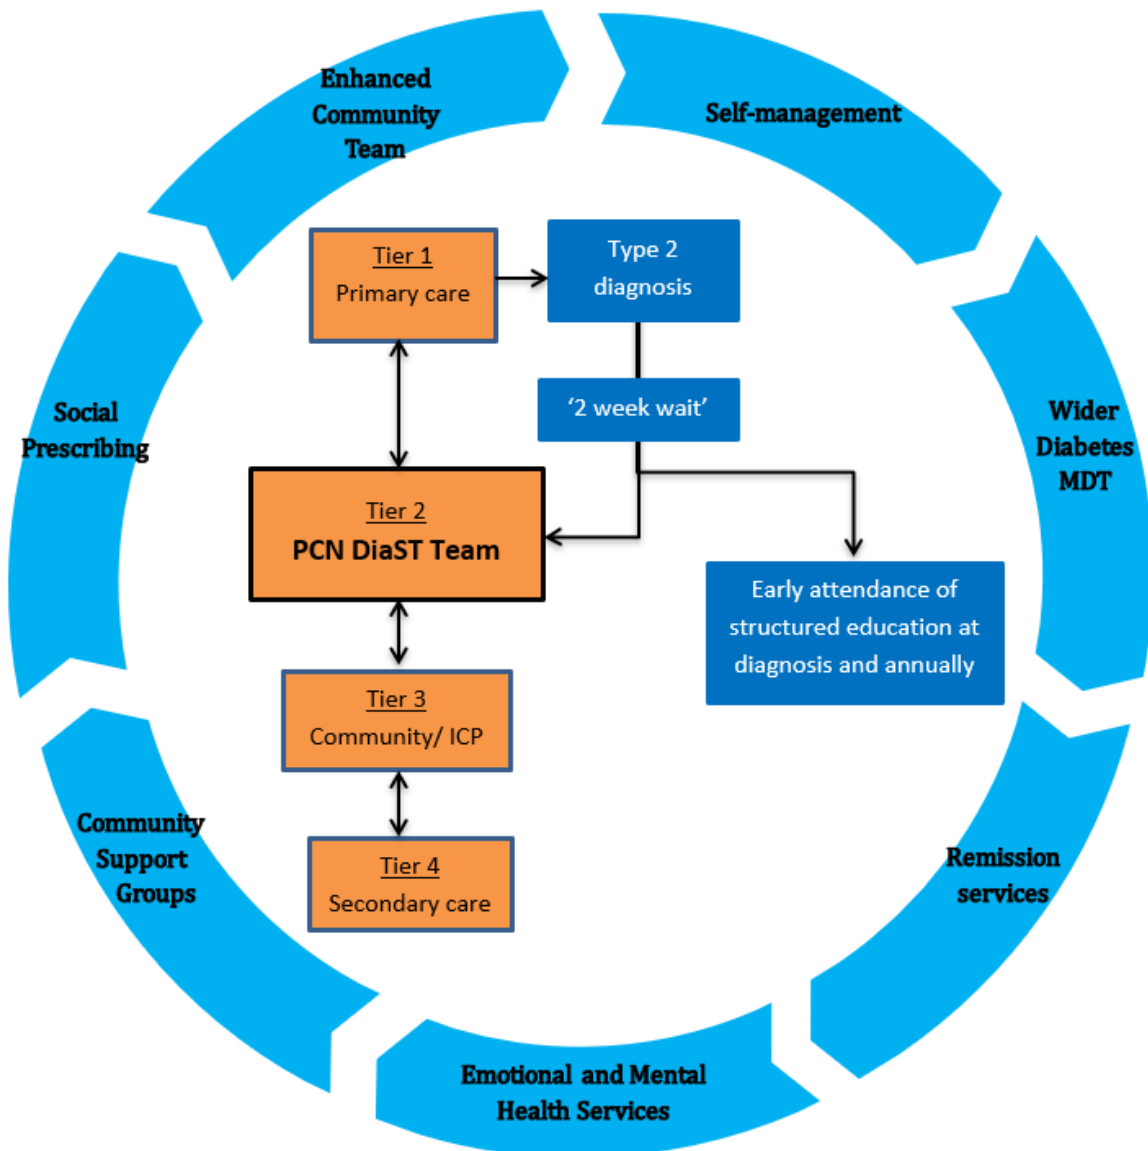 Enhanced
Community
Team
Self-management
Tier 1
Primary care
Type 2
diagnosis
‘2 week wait’
Social
Prescribing
Wider
Diabetes
MDT
Tier 2
PCN DiaST Team
Early attendance of
structured education at
diagnosis and annually
Tier 3
Community/ ICP
Community
Support
Groups
Tier 4
Secondary care
Remission
services
Emotional and Mental
Health Services